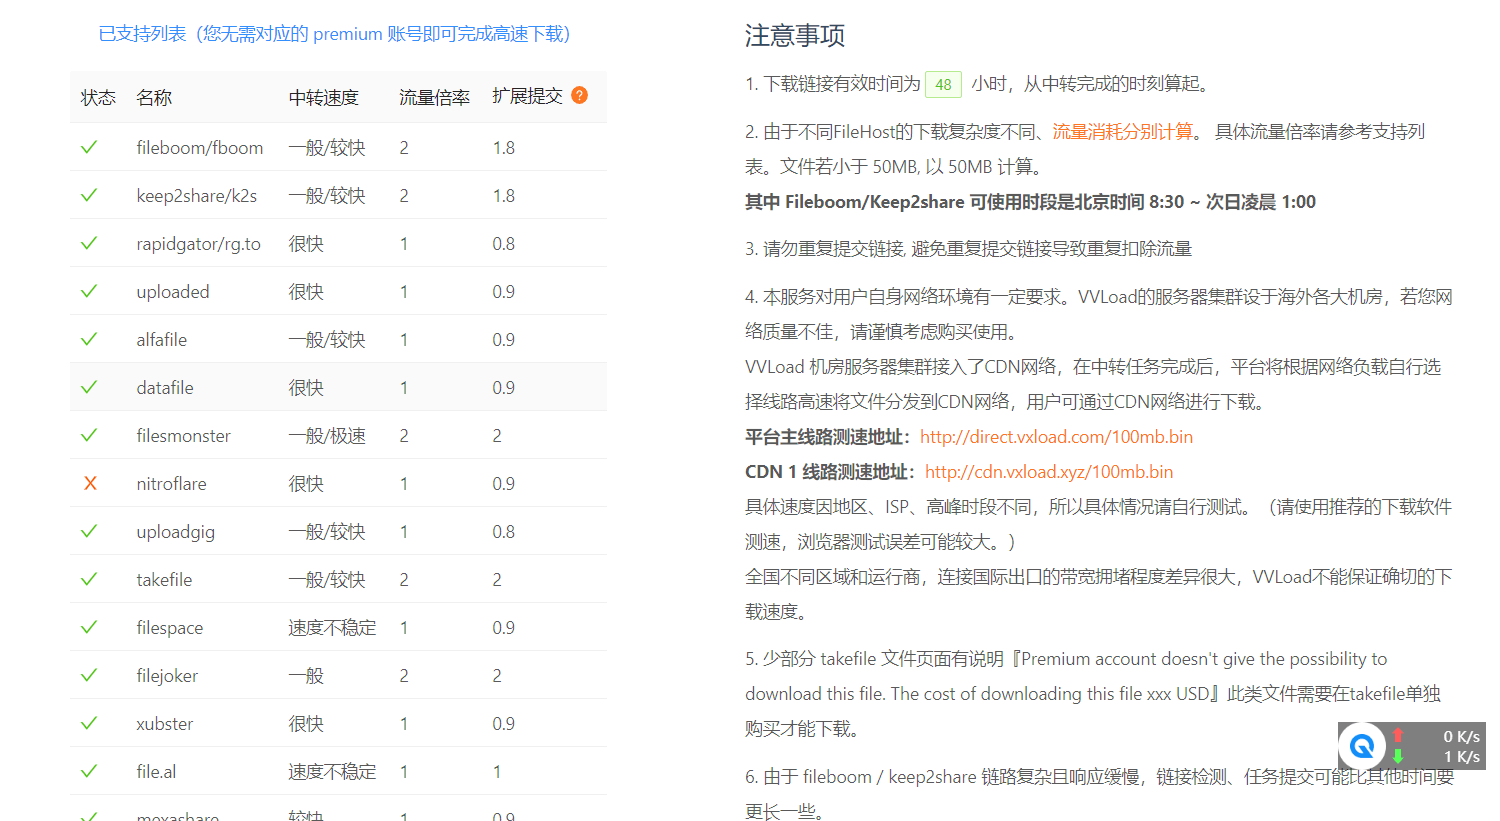 已支持列表（您无需对应的 premium 账号即可完成高速下载）
状态 名称 中转速度 流量倍率 扩展提交 ?
fileboom/fboom 一般/较快 2 1.8
keep2share/k2s 一般/较快 2 1.8
rapidgator/rg.to 很快 1 0.8
uploaded 很快 1 0.9
alfafile 一般/较快 1 0.9
datafile 很快 1 0.9
filesmonster 一般/极速 2 2
nitroflare 很快 1 0.9
uploadgig 一般/较快 1 0.8
takefile 一般/较快 2 2
filespace 速度不稳定 1 0.9
filejoker 一般 2 2
xubster 很快 1 0.9
file.al 速度不稳定 1 1
mexashare 较快 1 0.9
注意事项
1. 下载链接有效时间为 48 小时，从中转完成的时刻算起。
2. 由于不同FileHost的下载复杂度不同、流量消耗分别计算。 具体流量倍率请参考支持列
表。文件若小于 50MB, 以 50MB 计算。
其中 Fileboom/Keep2share 可使用时段是北京时间 8:30 ~ 次日凌晨 1:00
3. 请勿重复提交链接, 避免重复提交链接导致重复扣除流量
4. 本服务对用户自身网络环境有一定要求。VVLoad的服务器集群设于海外各大机房，若您网
络质量不佳，请谨慎考虑购买使用。
VVLoad 机房服务器集群接入了CDN网络，在中转任务完成后，平台将根据网络负载自行选
择线路高速将文件分发到CDN网络，用户可通过CDN网络进行下载。
平台主线路测速地址：http://direct.vxload.com/100mb.bin
CDN 1 线路测速地址：http://cdn.vxload.xyz/100mb.bin
具体速度因地区、ISP、高峰时段不同，所以具体情况请自行测试。（请使用推荐的下载软件
测速，浏览器测试误差可能较大。）
全国不同区域和运行商，连接国际出口的带宽拥堵程度差异很大，VVLoad不能保证确切的下
载速度。
5. 少部分 takefile 文件页面有说明『Premium account doesn't give the possibility to
download this file. The cost of downloading this file xxx USD』此类文件需要在takefile单独
购买才能下载。
6. 由于 fileboom / keep2share 链路复杂且响应缓慢，链接检测、任务提交可能比其他时间要
更长一些。
0 K/s
1 K/s